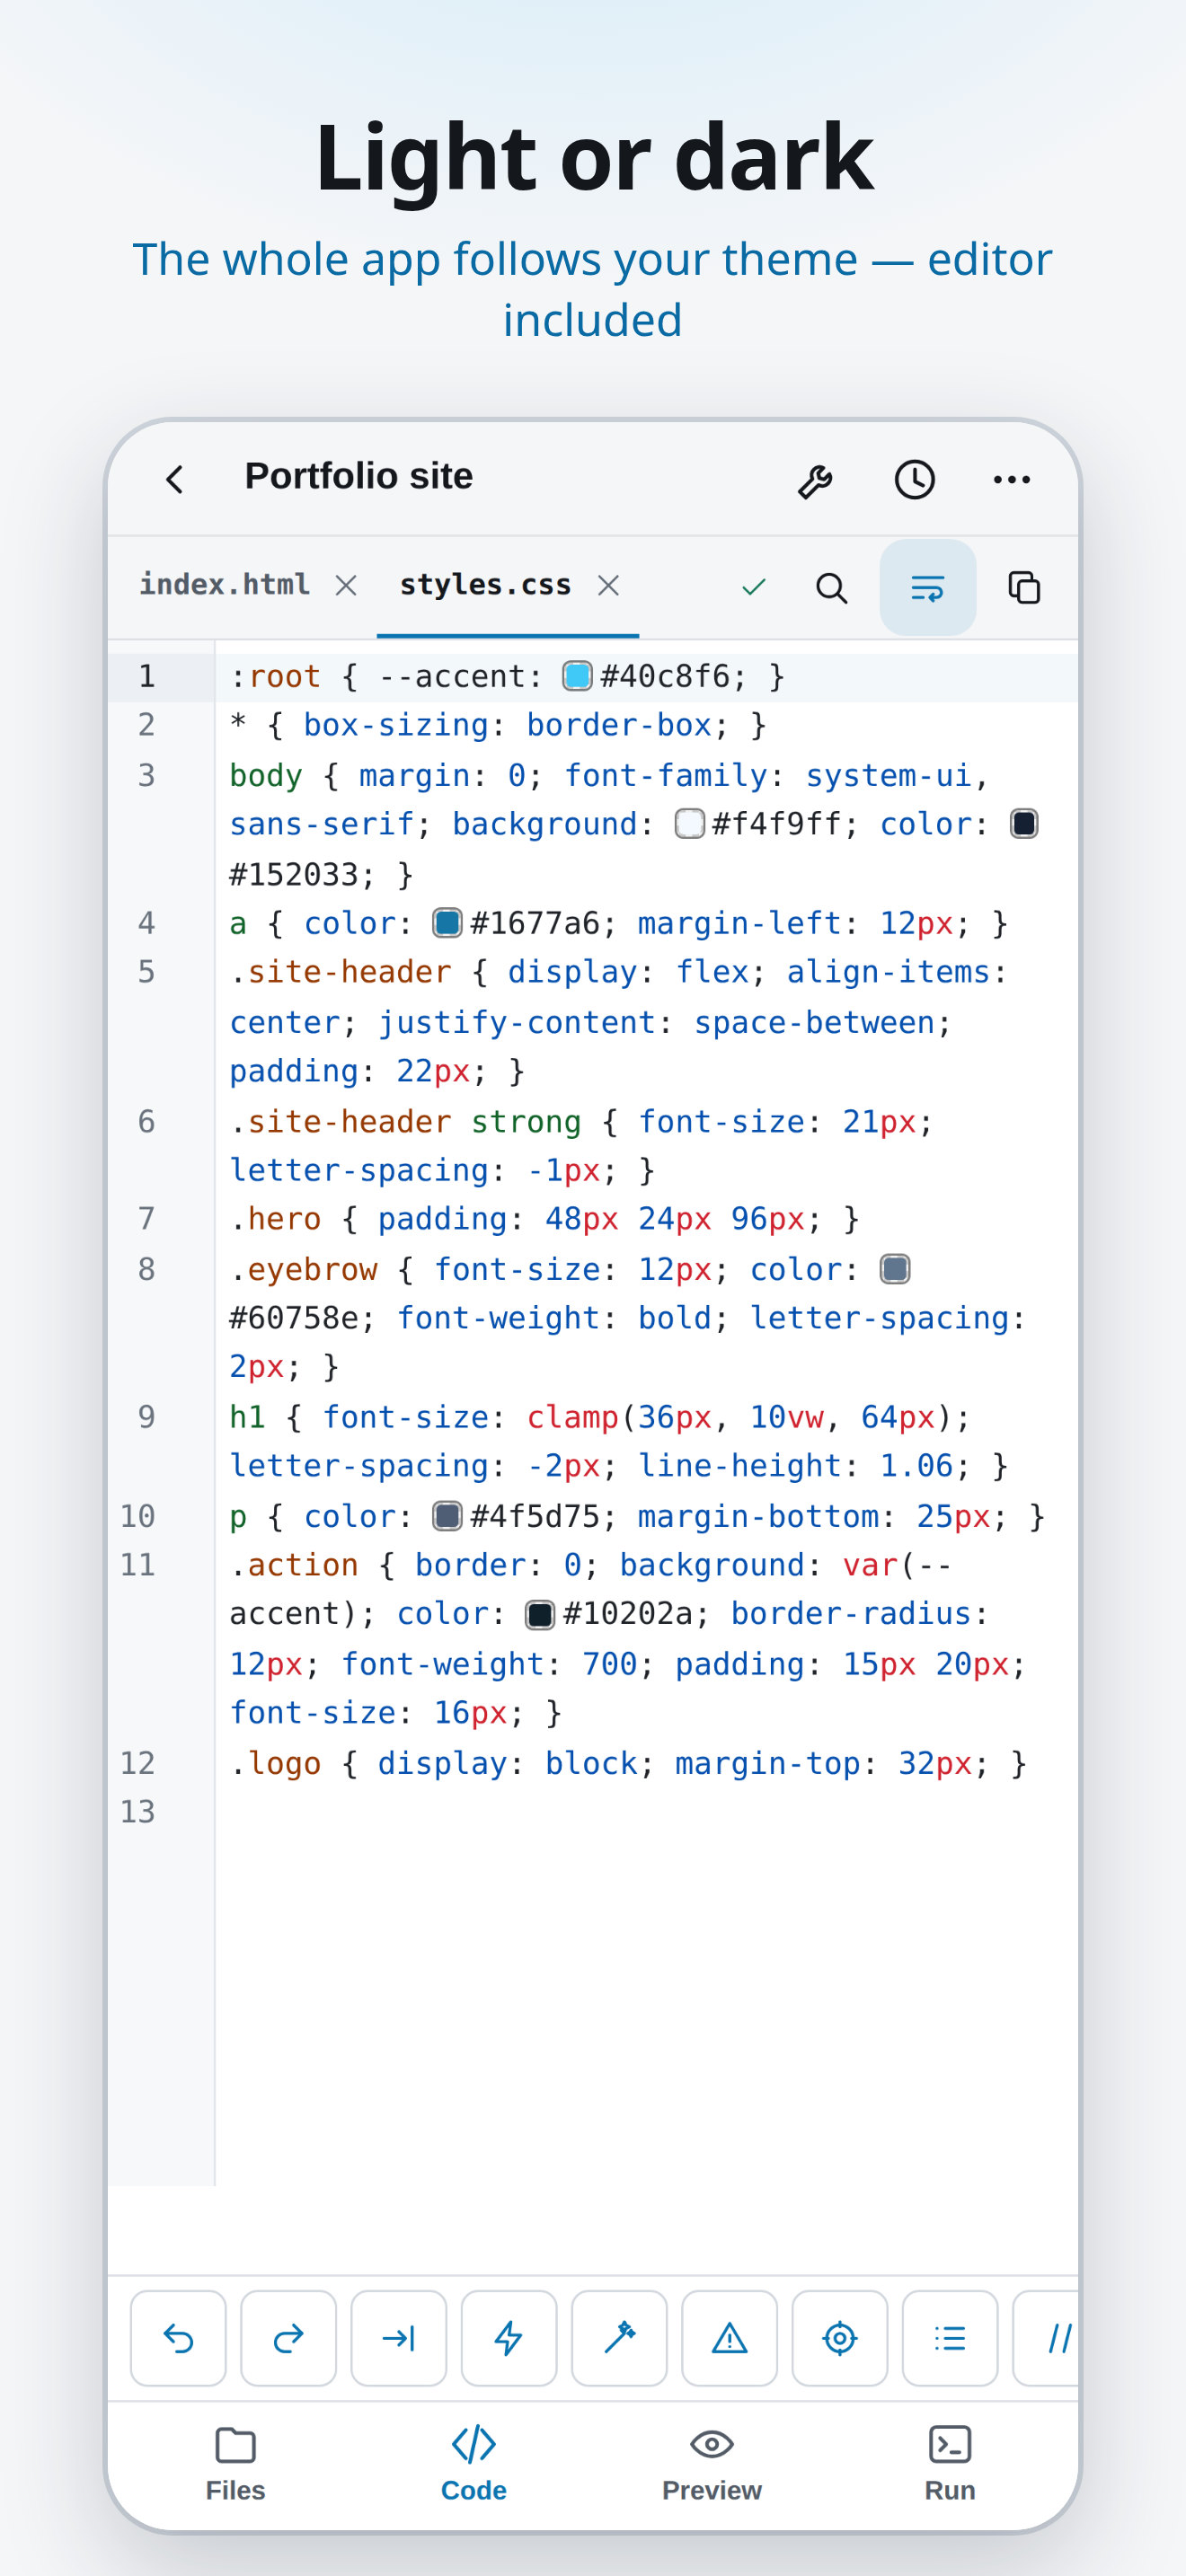 Light or dark
The whole app follows your theme — editor
included
Portfolio site
index.html styles.css
1 :root { --accent: #40c8f6; }
2 * { box-sizing: border-box; }
3 body { margin: 0; font-family: system-ui,
sans-serif; background: #f4f9ff; color:
#152033; }
4 a { color: #1677a6; margin-left: 12px; }
5 .site-header { display: flex; align-items:
center; justify-content: space-between;
padding: 22px; }
6 .site-header strong { font-size: 21px;
letter-spacing: -1px; }
7 .hero { padding: 48px 24px 96px; }
8 .eyebrow { font-size: 12px; color:
#60758e; font-weight: bold; letter-spacing:
2px; }
9 h1 { font-size: clamp(36px, 10vw, 64px);
letter-spacing: -2px; line-height: 1.06; }
10 p { color: #4f5d75; margin-bottom: 25px; }
11 .action { border: 0; background: var(--
accent); color: #10202a; border-radius:
12px; font-weight: 700; padding: 15px 20px;
font-size: 16px; }
12 .logo { display: block; margin-top: 32px; }
13
//
Files Code Preview Run